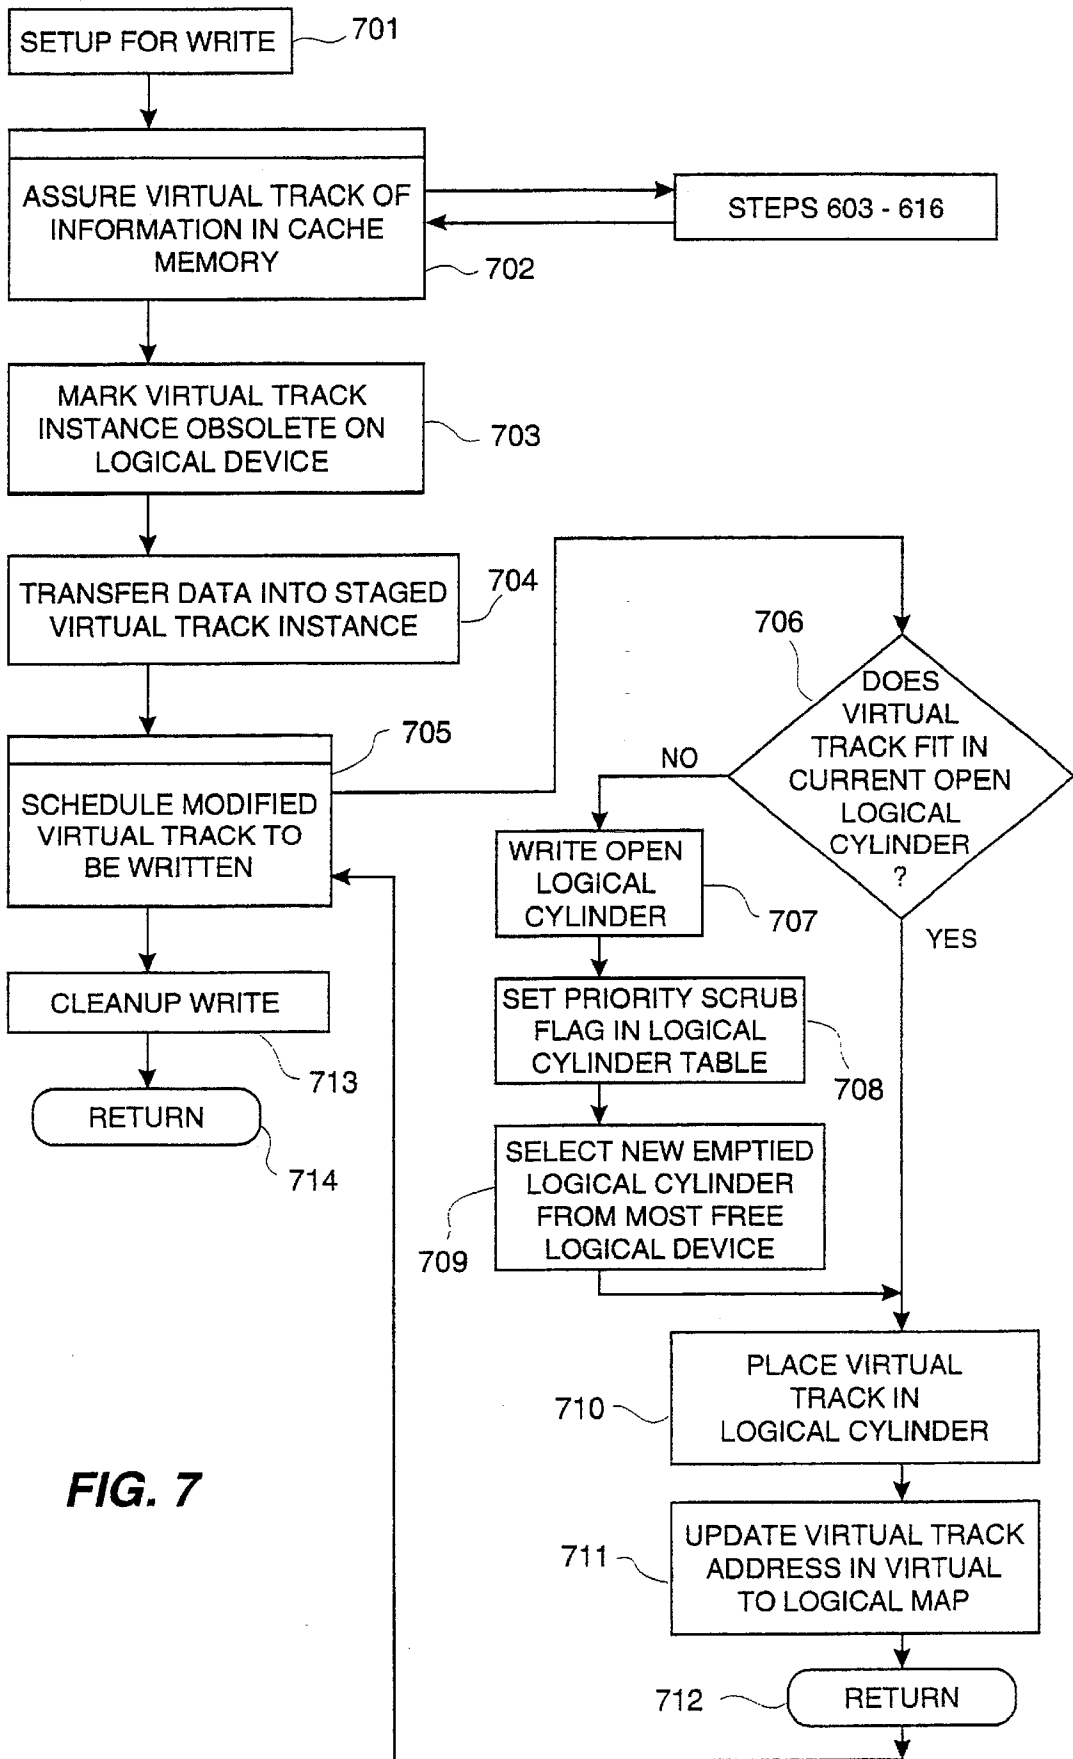 SETUP FOR WRITE
701
ASSURE VIRTUAL TRACK OF
INFORMATION IN CACHE
MEMORY
702
STEPS 603 - 616
MARK VIRTUAL TRACK
INSTANCE OBSOLETE ON
LOGICAL DEVICE
703
TRANSFER DATA INTO STAGED
VIRTUAL TRACK INSTANCE
704
SCHEDULE MODIFIED
VIRTUAL TRACK TO
BE WRITTEN
705
CLEANUP WRITE
713
RETURN
714
706
DOES
VIRTUAL
TRACK FIT IN
CURRENT OPEN
LOGICAL
CYLINDER
?
NO
YES
WRITE OPEN
LOGICAL
CYLINDER
707
SET PRIORITY SCRUB
FLAG IN LOGICAL
CYLINDER TABLE
708
SELECT NEW EMPTIED
LOGICAL CYLINDER
FROM MOST FREE
LOGICAL DEVICE
709
PLACE VIRTUAL
TRACK IN
LOGICAL CYLINDER
710
UPDATE VIRTUAL TRACK
ADDRESS IN VIRTUAL
TO LOGICAL MAP
711
RETURN
712
FIG. 7